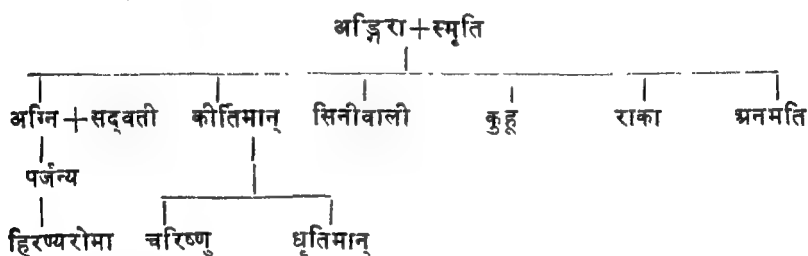 अङ्गिरा+स्मृति
अग्नि+सद्‌वती कीर्तिमान् सिनीवाली कुहू राका अनमति
पर्जन्य
हिरण्यरोमा चरिष्णु धृतिमान्